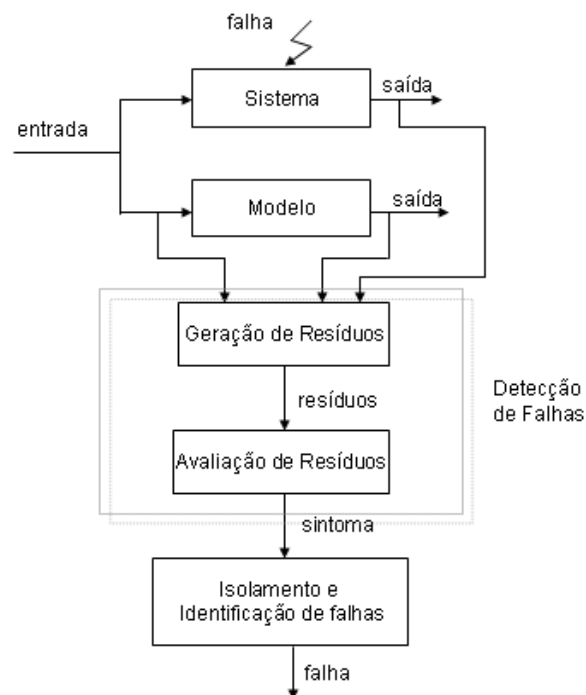 falha
Sistema
saída
entrada
Modelo
saída
Geração de Resíduos
resíduos
Detecção
de Falhas
Avaliação de Resíduos
sintoma
Isolamento e
Identificação de falhas
falha